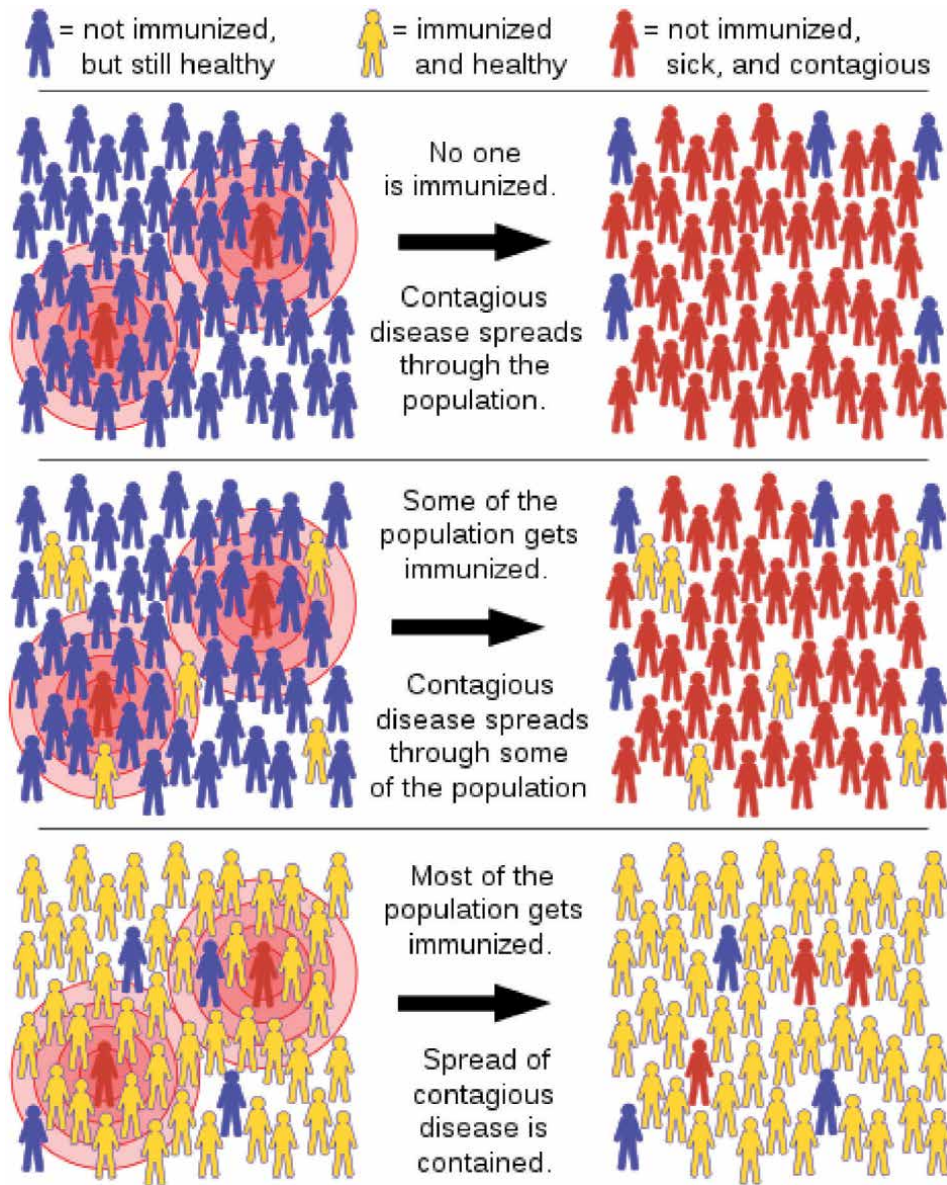 = not immunized,
but still healthy
= immunized
and healthy
= not immunized,
sick, and contagious
No one
is immunized.
Contagious
disease spreads
through the
population.
Some of the
population gets
immunized.
Contagious
disease spreads
through some
of the population
Most of the
population gets
immunized.
Spread of
contagious
disease is
contained.